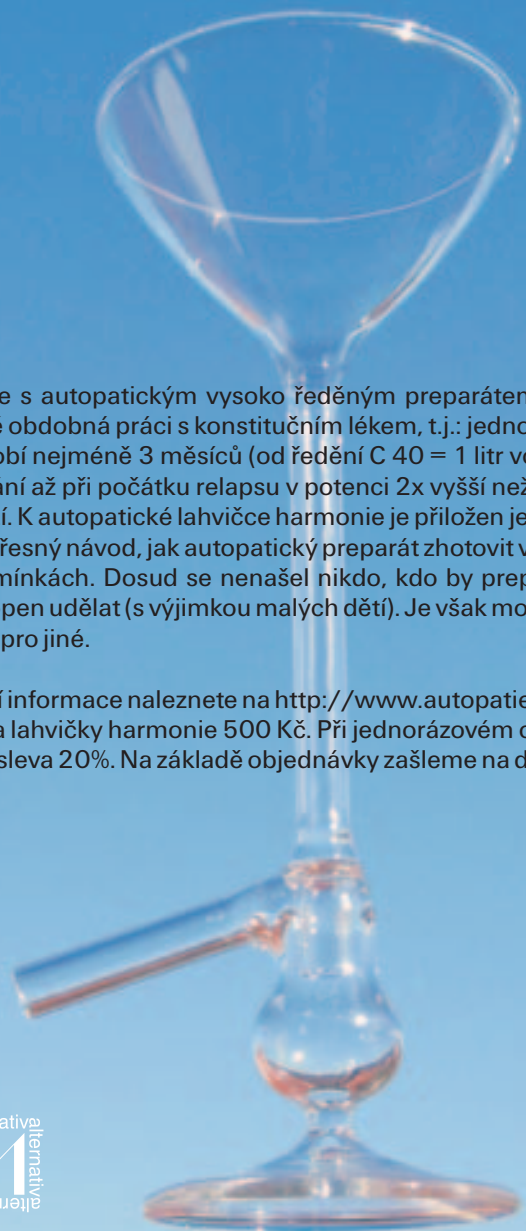 e s autopatickým vysoko ředěným preparátem
obdobná práci s konstitučním lékem, t.j.: jedno
obí nejméně 3 měsíců (od ředění C 40 = 1 litr vo
ání až při počátku relapsu v potenci 2x vyšší než
í. K autopatické lahvičce harmonie je přiložen je
řesný návod, jak autopatický preparát zhotovit v
mínkách. Dosud se nenašel nikdo, kdo by prep
pen udělat (s výjimkou malých dětí). Je však mo
pro jiné.
í informace naleznete na http://www.autopatie
a lahvičky harmonie 500 Kč. Při jednorázovém o
sleva 20%. Na základě objednávky zašleme na d
alternativa